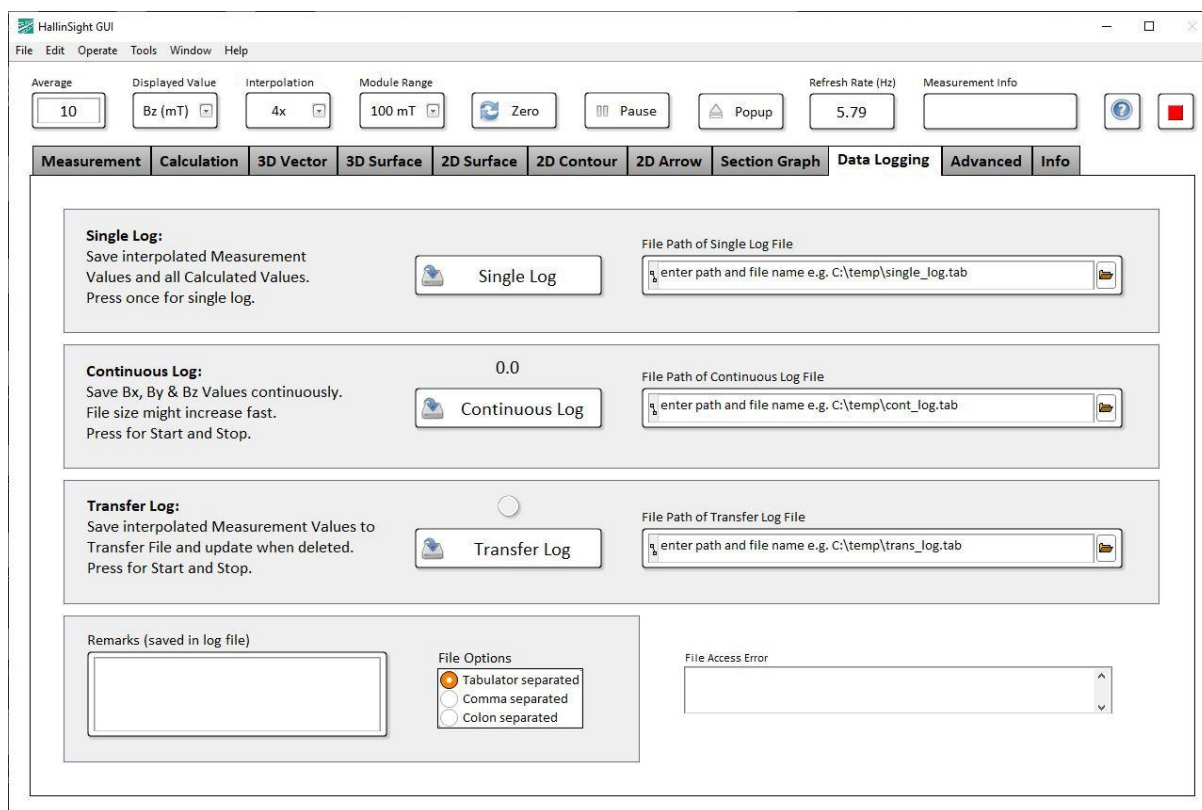 HallinSight GUI
File Edit Operate Tools Window Help
Average Displayed Value Interpolation Module Range Refresh Rate (Hz) Measurement Info
10 Bz (mT) 4x 100 mT Zero Pause Popup 5.79
Measurement Calculation 3D Vector 3D Surface 2D Surface 2D Contour 2D Arrow Section Graph Data Logging Advanced Info
Single Log:
Save interpolated Measurement
Values and all Calculated Values.
Press once for single log.
Single Log
File Path of Single Log File
enter path and file name e.g. C:\temp\single_log.tab
Continuous Log:
Save Bx, By & Bz Values continuously.
File size might increase fast.
Press for Start and Stop.
0.0
Continuous Log
File Path of Continuous Log File
enter path and file name e.g. C:\temp\cont_log.tab
Transfer Log:
Save interpolated Measurement Values to
Transfer File and update when deleted.
Press for Start and Stop.
Transfer Log
File Path of Transfer Log File
enter path and file name e.g. C:\temp\trans_log.tab
Remarks (saved in log file)
File Options
Tabulator separated
Comma separated
Colon separated
File Access Error